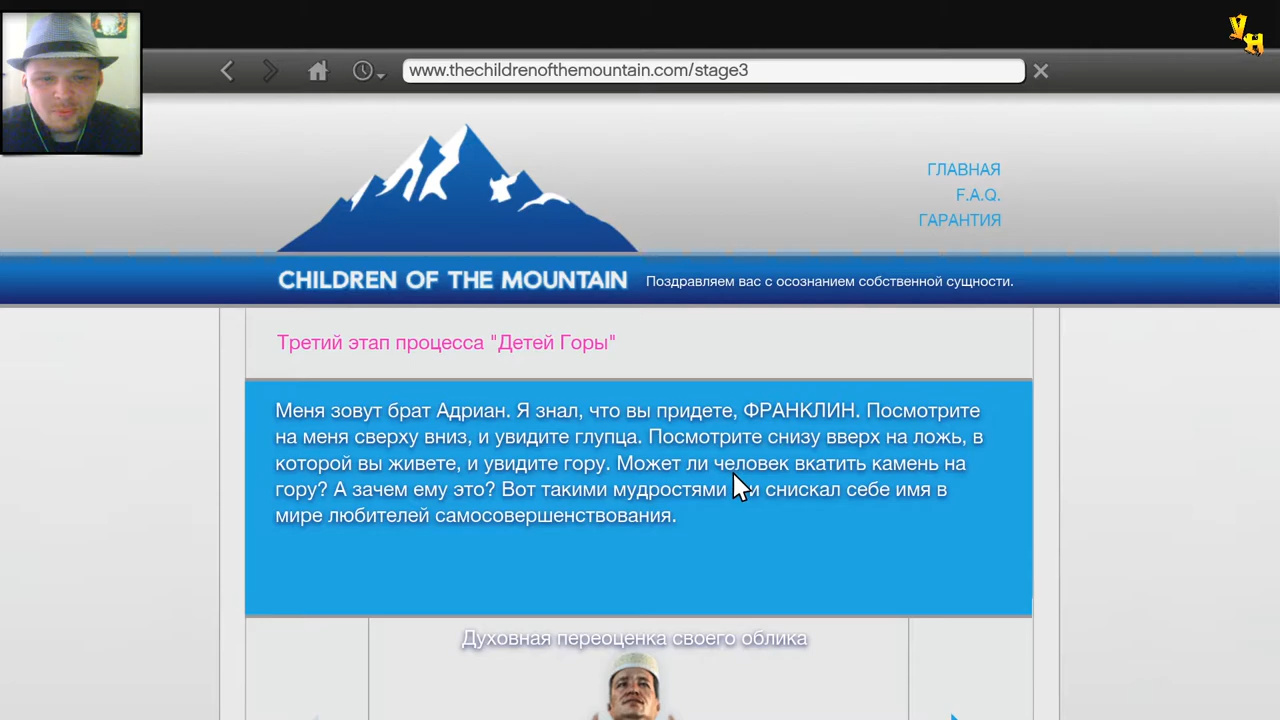 VH
www.thechildrenofthemountain.com/stage3
ГЛАВНАЯ
F.A.Q.
ГАРАНТИЯ
CHILDREN OF THE MOUNTAIN
Поздравляем вас с осознанием собственной сущности.
Третий этап процесса "Детей Горы"
Меня зовут брат Адриан. Я знал, что вы придете, ФРАНКЛИН. Посмотрите
на меня сверху вниз, и увидите глупца. Посмотрите снизу вверх на ложь, в
которой вы живете, и увидите гору. Может ли человек вкатить камень на
гору? А зачем ему это? Вот такими мудростями снискал себе имя в
мире любителей самосовершенствования.
Духовная переоценка своего облика